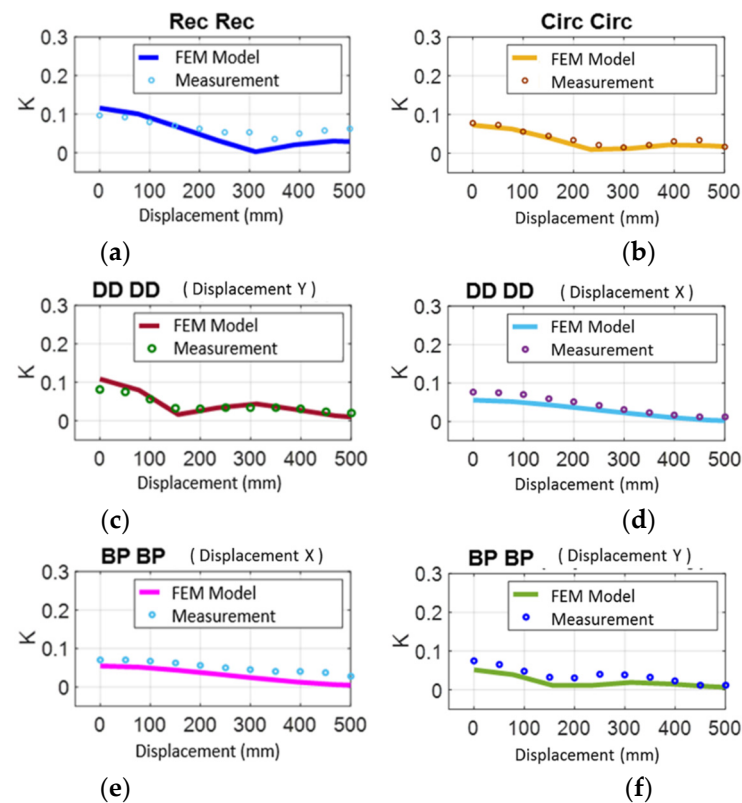 Rec Rec
0.3
0.2
0.1
0
K
FEM Model
Measurement
0 100 200 300 400 500
Displacement (mm)
(a)
Circ Circ
0.3
0.2
0.1
0
K
FEM Model
Measurement
0 100 200 300 400 500
Displacement (mm)
(b)
DD DD ( Displacement Y )
0.3
0.2
0.1
0
K
FEM Model
Measurement
0 100 200 300 400 500
Displacement (mm)
(c)
DD DD ( Displacement X )
0.3
0.2
0.1
0
K
FEM Model
Measurement
0 100 200 300 400 500
Displacement (mm)
(d)
BP BP ( Displacement X )
0.3
0.2
0.1
0
K
FEM Model
Measurement
0 100 200 300 400 500
Displacement (mm)
(e)
BP BP ( Displacement Y )
0.3
0.2
0.1
0
K
FEM Model
Measurement
0 100 200 300 400 500
Displacement (mm)
(f)